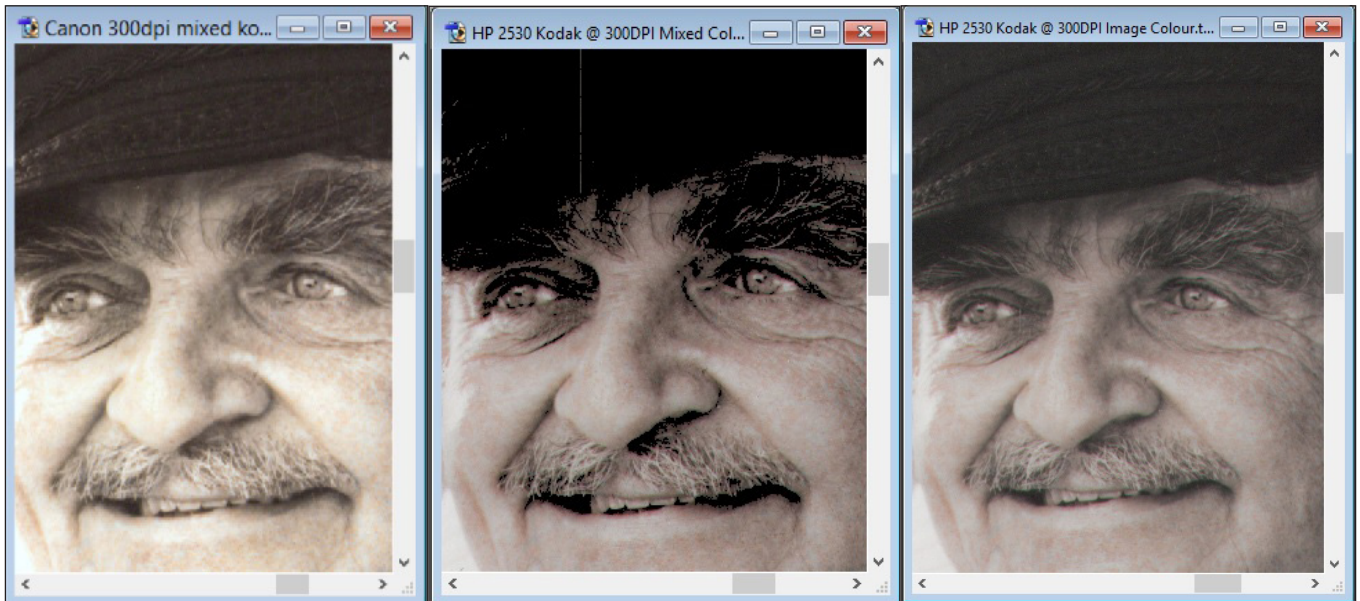 Canon 300dpi mixed ko...
HP 2530 Kodak @ 300DPI Mixed Col...
HP 2530 Kodak @ 300DPI Image Colour.t...